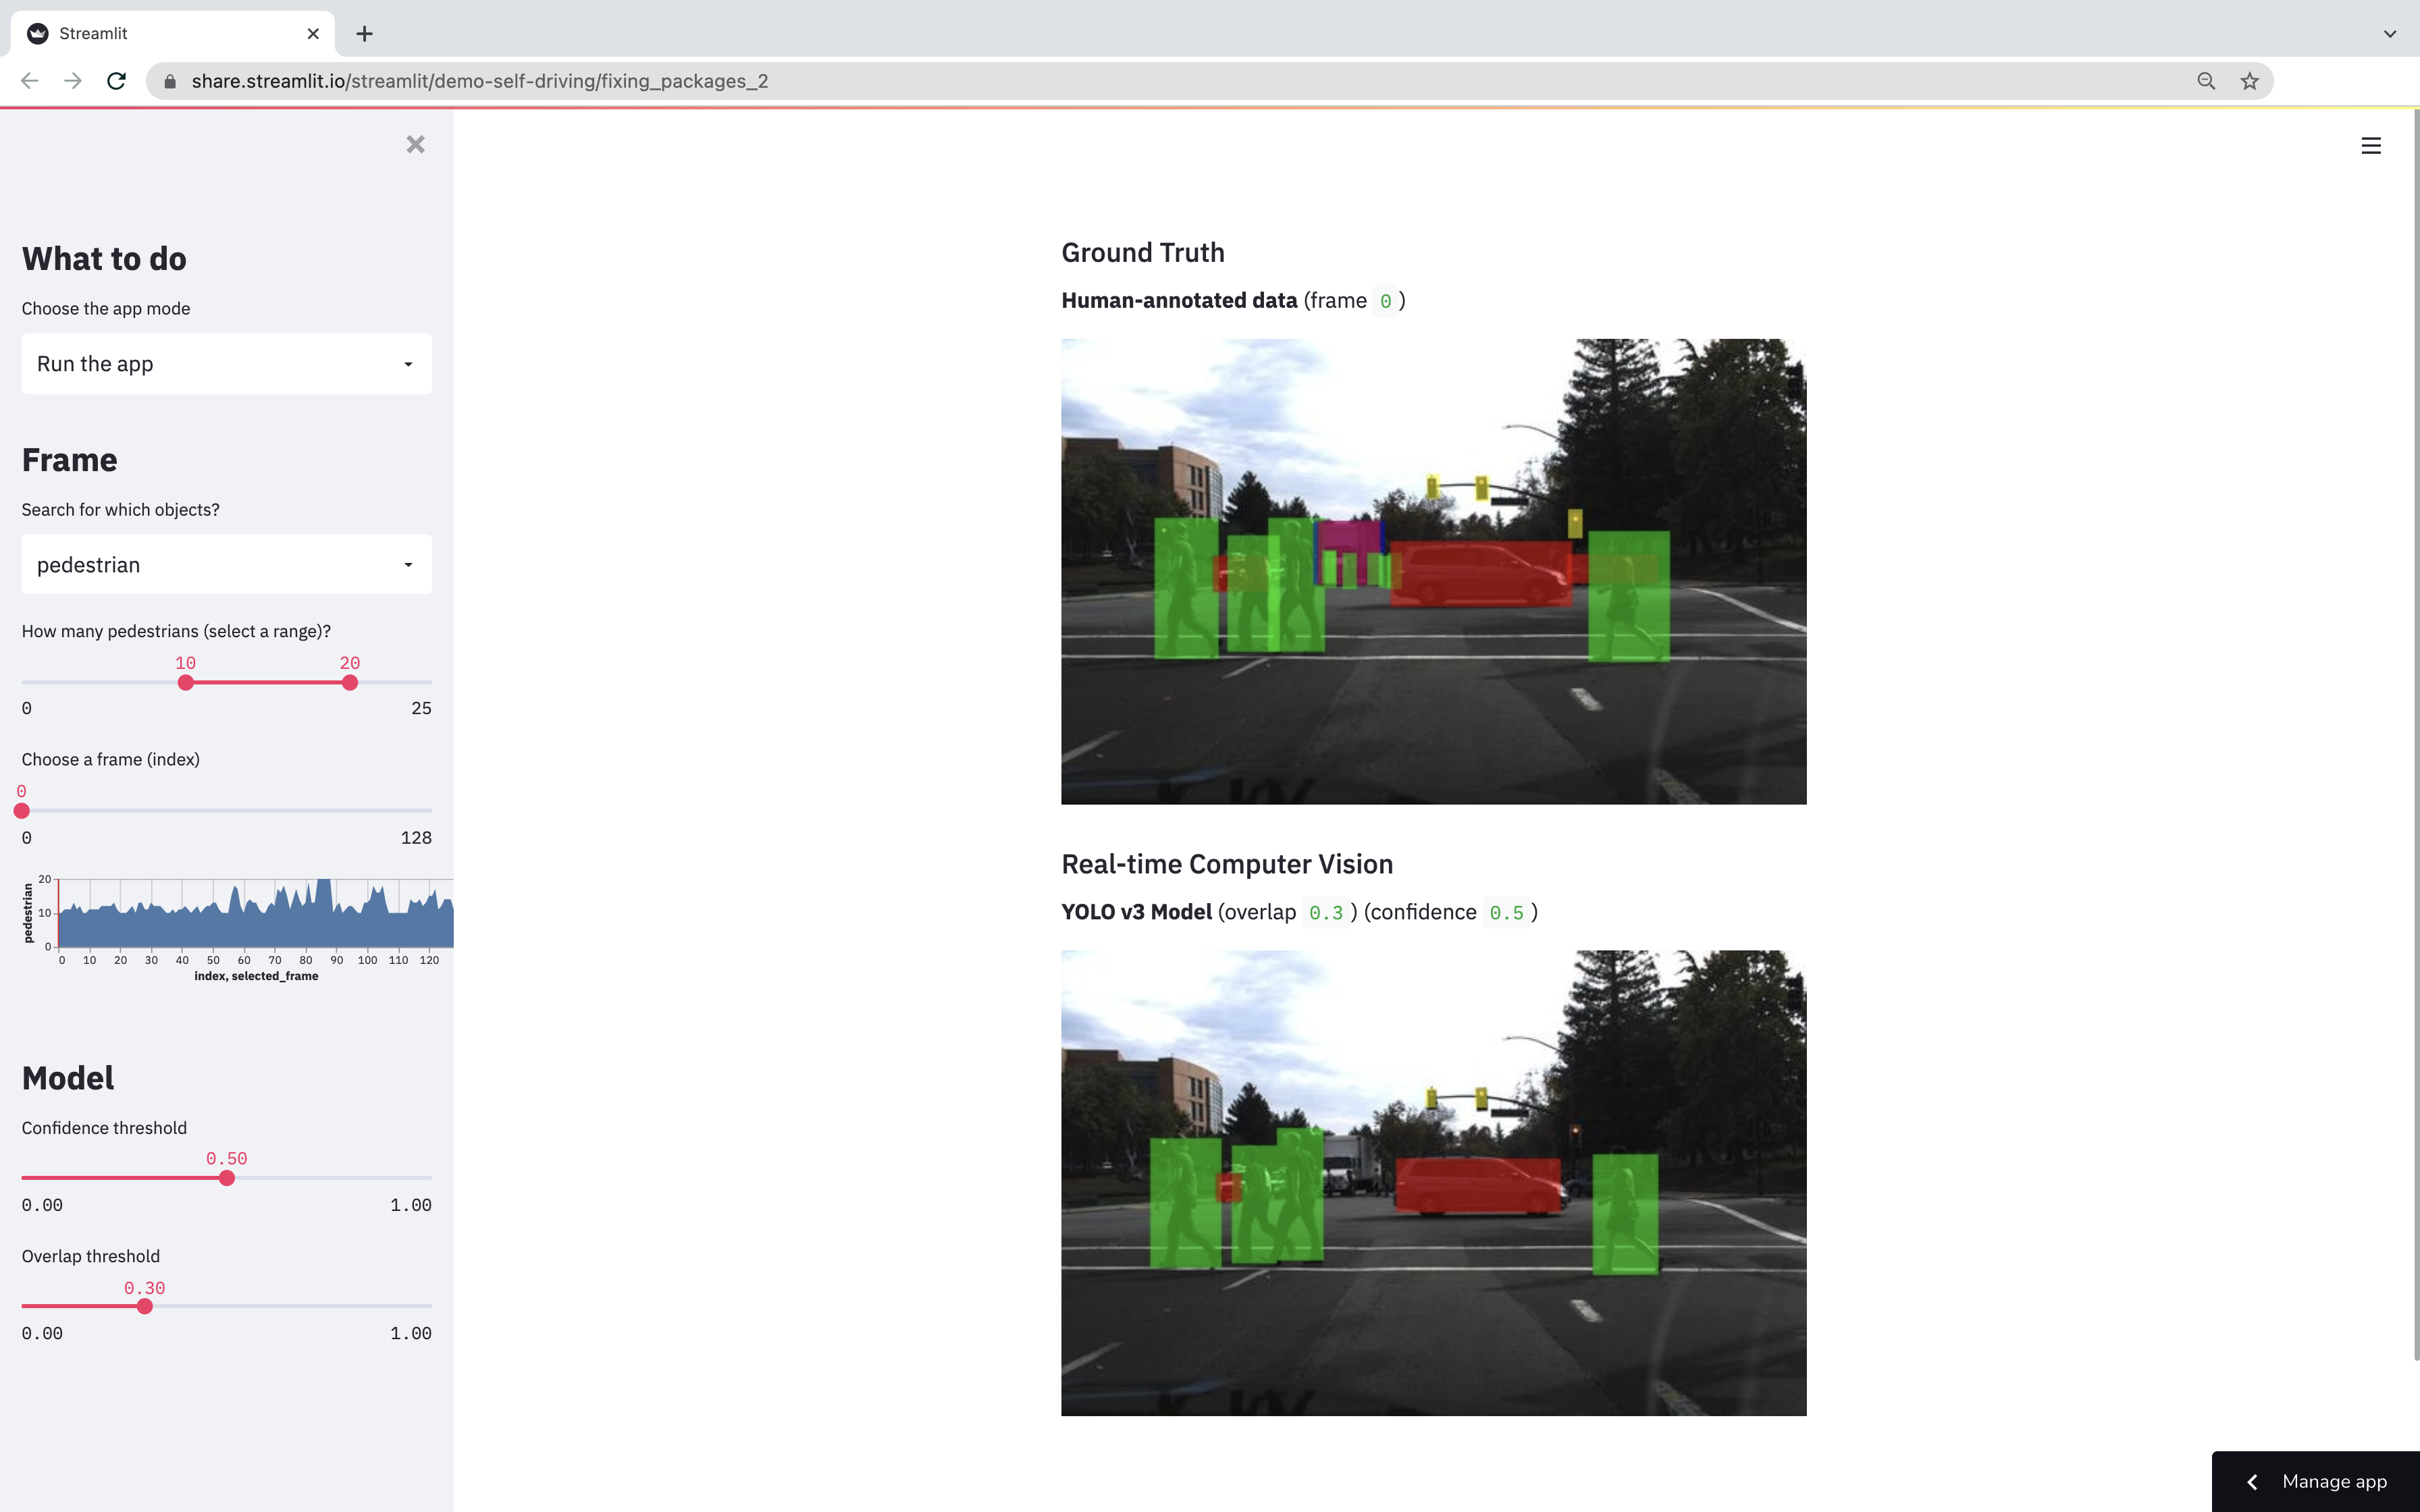 Streamlit
share.streamlit.io/streamlit/demo-self-driving/fixing_packages_2
What to do
Choose the app mode
Run the app
Frame
Search for which objects?
pedestrian
How many pedestrians (select a range)?
10 20
0 25
Choose a frame (index)
0
0 128
pedestrian
20
10
0
0 10 20 30 40 50 60 70 80 90 100 110 120
index, selected_frame
Model
Confidence threshold
0.50
0.00 1.00
Overlap threshold
0.30
0.00 1.00
Ground Truth
Human-annotated data (frame 0)
Real-time Computer Vision
YOLO v3 Model (overlap 0.3) (confidence 0.5)
Manage app